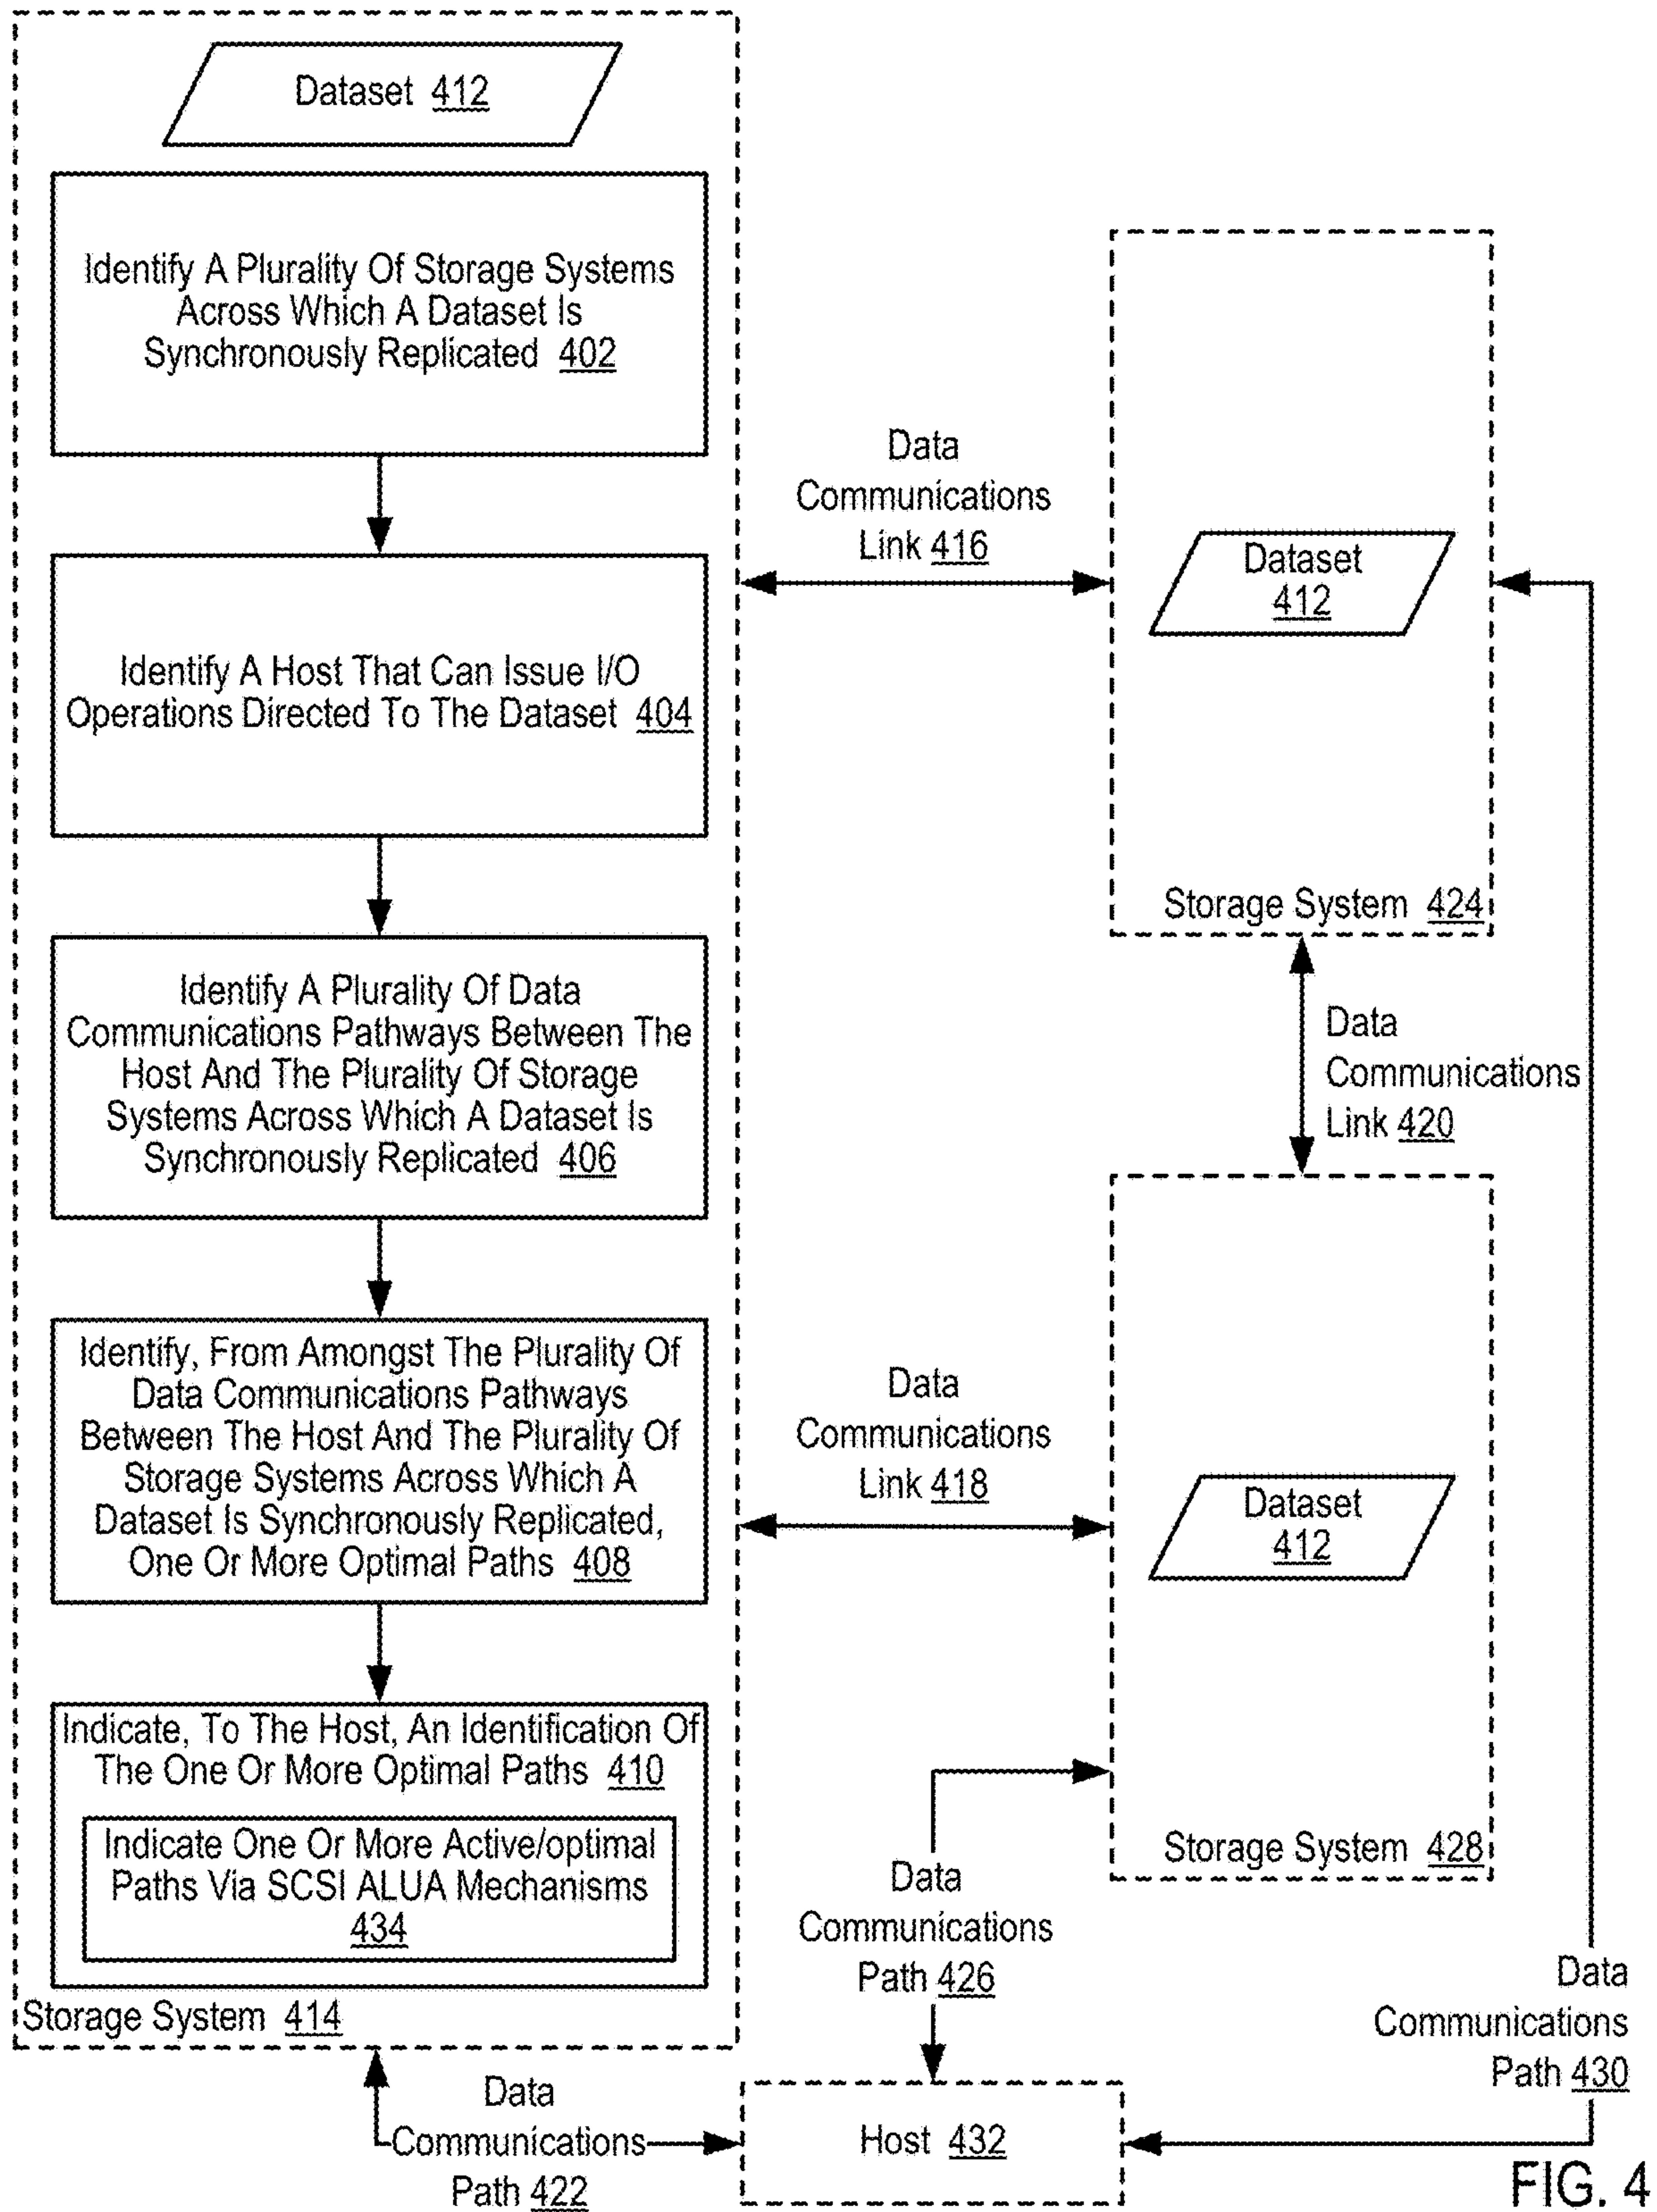 Dataset 412
Identify A Plurality Of Storage Systems
Across Which A Dataset Is
Synchronously Replicated 402
Identify A Host That Can Issue I/O
Operations Directed To The Dataset 404
Identify A Plurality Of Data
Communications Pathways Between The
Host And The Plurality Of Storage
Systems Across Which A Dataset Is
Synchronously Replicated 406
Identify, From Amongst The Plurality Of
Data Communications Pathways
Between The Host And The Plurality Of
Storage Systems Across Which A
Dataset Is Synchronously Replicated,
One Or More Optimal Paths 408
Indicate, To The Host, An Identification Of
The One Or More Optimal Paths 410
Indicate One Or More Active/optimal
Paths Via SCSI ALUA Mechanisms
434
Storage System 414
Data
Communications
Link 416
Dataset
412
Storage System 424
Data
Communications
Link 420
Data
Communications
Link 418
Dataset
412
Storage System 428
Data
Communications
Path 426
Data
Communications
Path 430
Data
Communications
Path 422
Host 432
FIG. 4